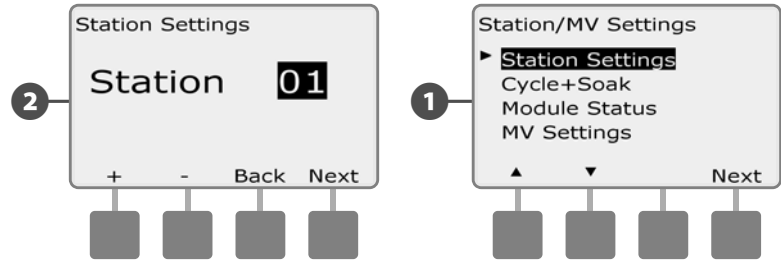 Station Settings
2
Station 01
+ - Back Next
Station/MV Settings
1
► Station Settings
Cycle+Soak
Module Status
MV Settings
▲ ▼ Next